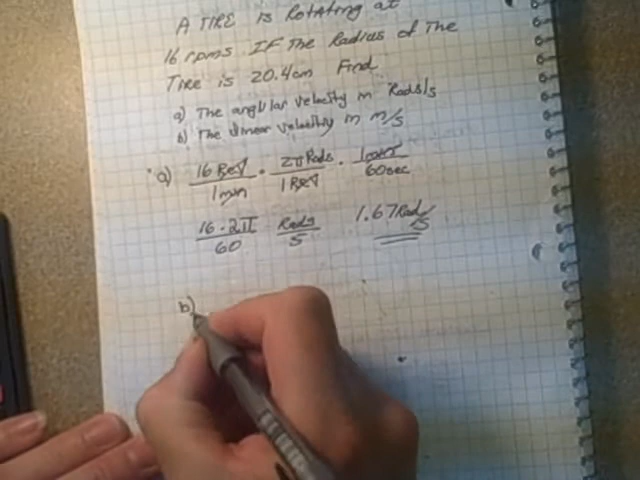 A TIRE is Rotating at
16 rpms IF The Radius of The
Tire is 20.4cm Find
a) The angular velocity in Rads/s
b) The linear velocity in m/s
a) 16 Rev/1min · 2π Rads/1 Rev · 1min/60sec
16·2π/60 Rads/s 1.67 Rad/s
b)